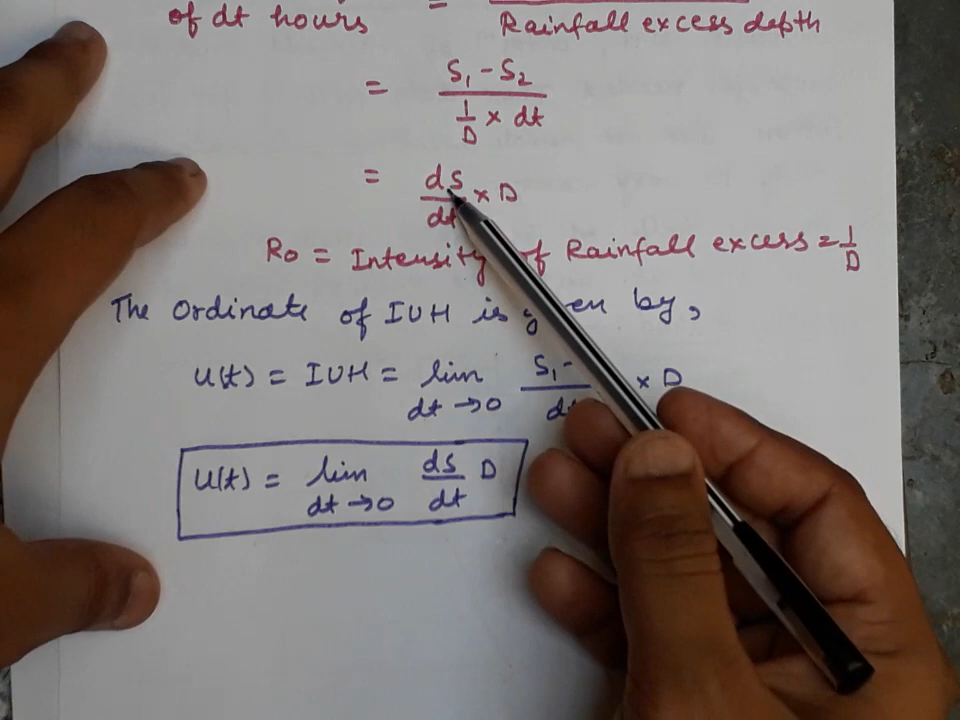 of dt hours = Rainfall excess depth
= S₁ - S₂ / (1/D × dt)
= dS/dt × D
Ro = Intensity of Rainfall excess = 1/D
The Ordinate of IUH is by,
U(t) = IUH = lim dt→0 S₁ - / × D
U(t) = lim dt→0 dS/dt D